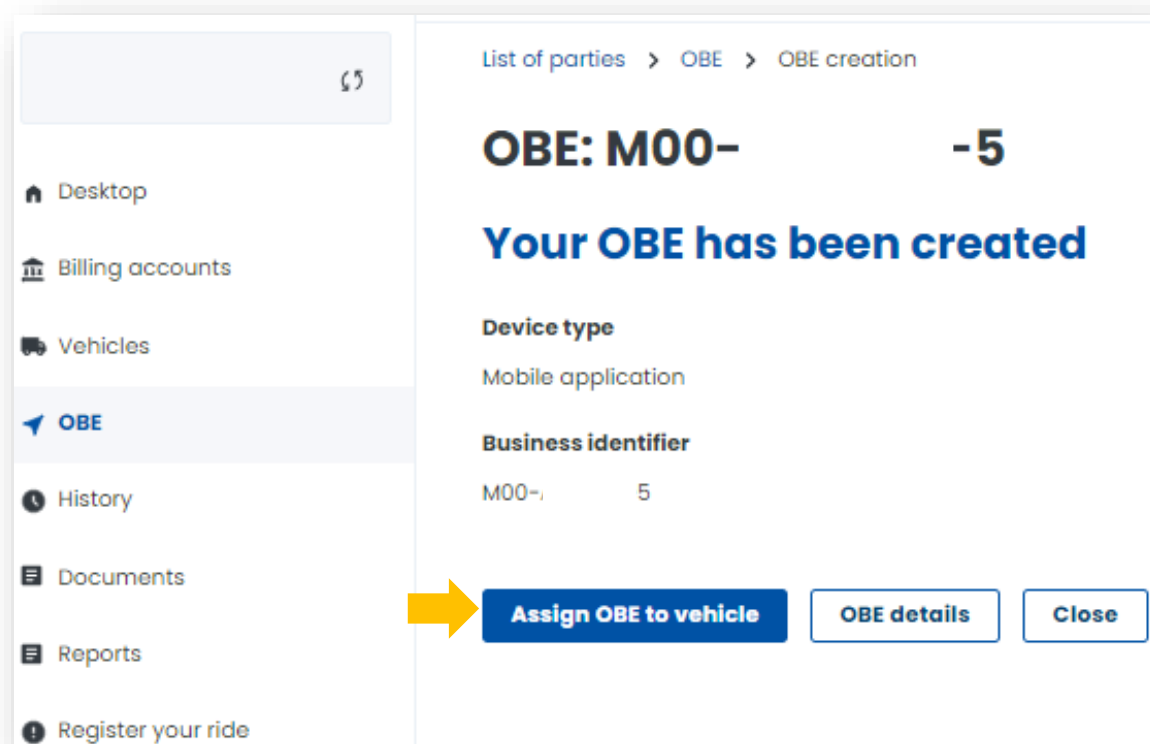 List of parties > OBE > OBE creation
OBE: M00- -5
Your OBE has been created
Device type
Mobile application
Business identifier
M00- 5
Assign OBE to vehicle
OBE details
Close
Desktop
Billing accounts
Vehicles
OBE
History
Documents
Reports
Register your ride